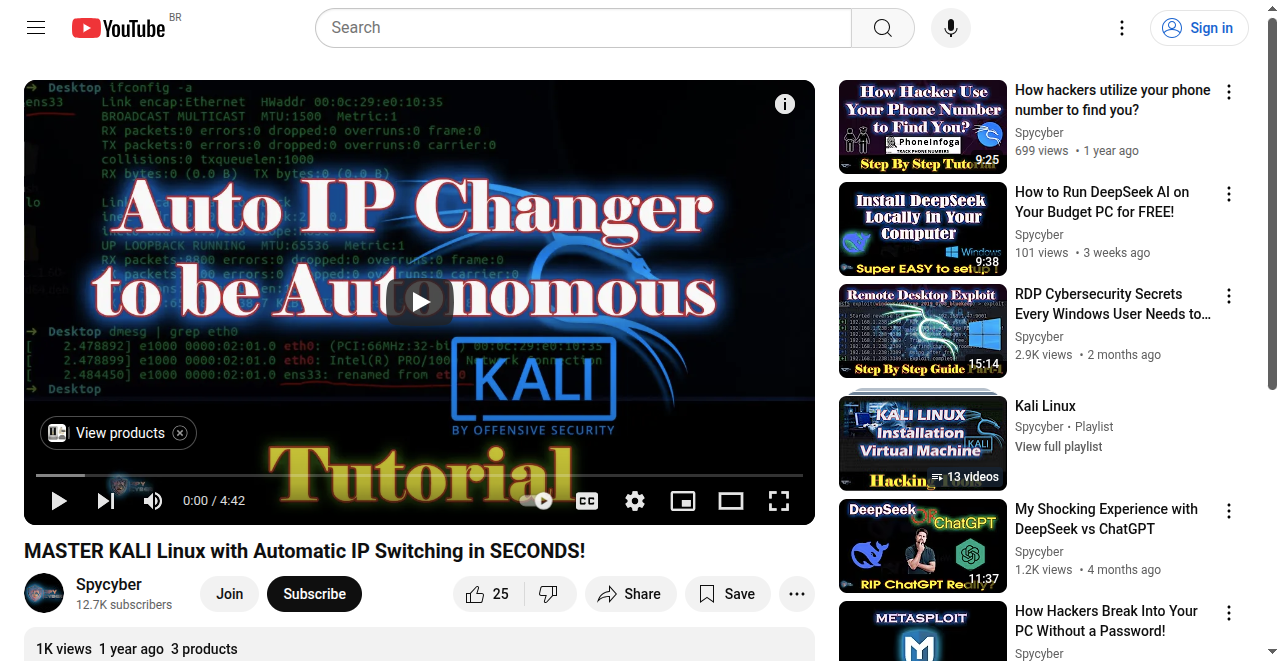 YouTube BR
Search
Sign in
Desktop ifconfig -a
ens33 Link encap:Ethernet HWaddr 00:0c:29:e0:10:35
BROADCAST MULTICAST MTU:1500 Metric:1
RX packets:0 errors:0 dropped:0 overruns:0 frame:0
TX packets:0 errors:0 dropped:0 overruns:0 carrier:0
collisions:0 txqueuelen:1000
RX bytes:0 (0.0 B) TX bytes:0 (0.0 B)
lo
Auto IP Changer
UP LOOPBACK RUNNING MTU:65536 Metric:1
to be Autonomous
Desktop dmesg | grep eth0
[ 2.478892] e1000 0000:02:01.0 eth0: (PCI:66MHz:32-bi 00:0c:29:e0:10:35
[ 2.478899] e1000 0000:02:01.0 eth0: Intel(R) PRO/100 Network Connection
[ 2.484450] e1000 0000:02:01.0 ens33: renamed from eth0
Desktop
KALI
BY OFFENSIVE SECURITY
View products
Tutorial
0:00 / 4:42
CC
MASTER KALI Linux with Automatic IP Switching in SECONDS!
Spycyber
12.7K subscribers
Join
Subscribe
25
Share
Save
1K views 1 year ago 3 products
How Hacker Use
Your Phone Number
to Find You?
PhoneInfoga
TRACK PHONE NUMBERS
Step By Step Tutorial
9:25
How hackers utilize your phone
number to find you?
Spycyber
699 views • 1 year ago
Install DeepSeek
Locally in Your
Computer
Windows
Super EASY to setup !
9:38
How to Run DeepSeek AI on
Your Budget PC for FREE!
Spycyber
101 views • 3 weeks ago
Remote Desktop Exploit
Step By Step Guide Part-1
15:14
RDP Cybersecurity Secrets
Every Windows User Needs to…
Spycyber
2.9K views • 2 months ago
KALI LINUX
Installation
Virtual Machine
KALI
Hacking Tools
13 videos
Kali Linux
Spycyber • Playlist
View full playlist
DeepSeek
OR
ChatGPT
RIP ChatGPT Really?
11:37
My Shocking Experience with
DeepSeek vs ChatGPT
Spycyber
1.2K views • 4 months ago
METASPLOIT
How Hackers Break Into Your
PC Without a Password!
Spycyber